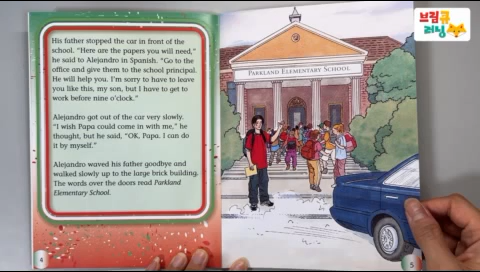 His father stopped the car in front of the
school. "Here are the papers you will need,"
he said to Alejandro in Spanish. "Go to the
office and give them to the school principal.
He will help you. I'm sorry to have to leave
you like this, my son, but I have to get to
work before nine o'clock."
Alejandro got out of the car very slowly.
"I wish Papa could come in with me," he
thought, but he said, "OK, Papa. I can do
it by myself."
Alejandro waved his father goodbye and
walked slowly up to the large brick building.
The words over the doors read Parkland
Elementary School.
4
PARKLAND ELEMENTARY SCHOOL
5
브릭큐
러닝